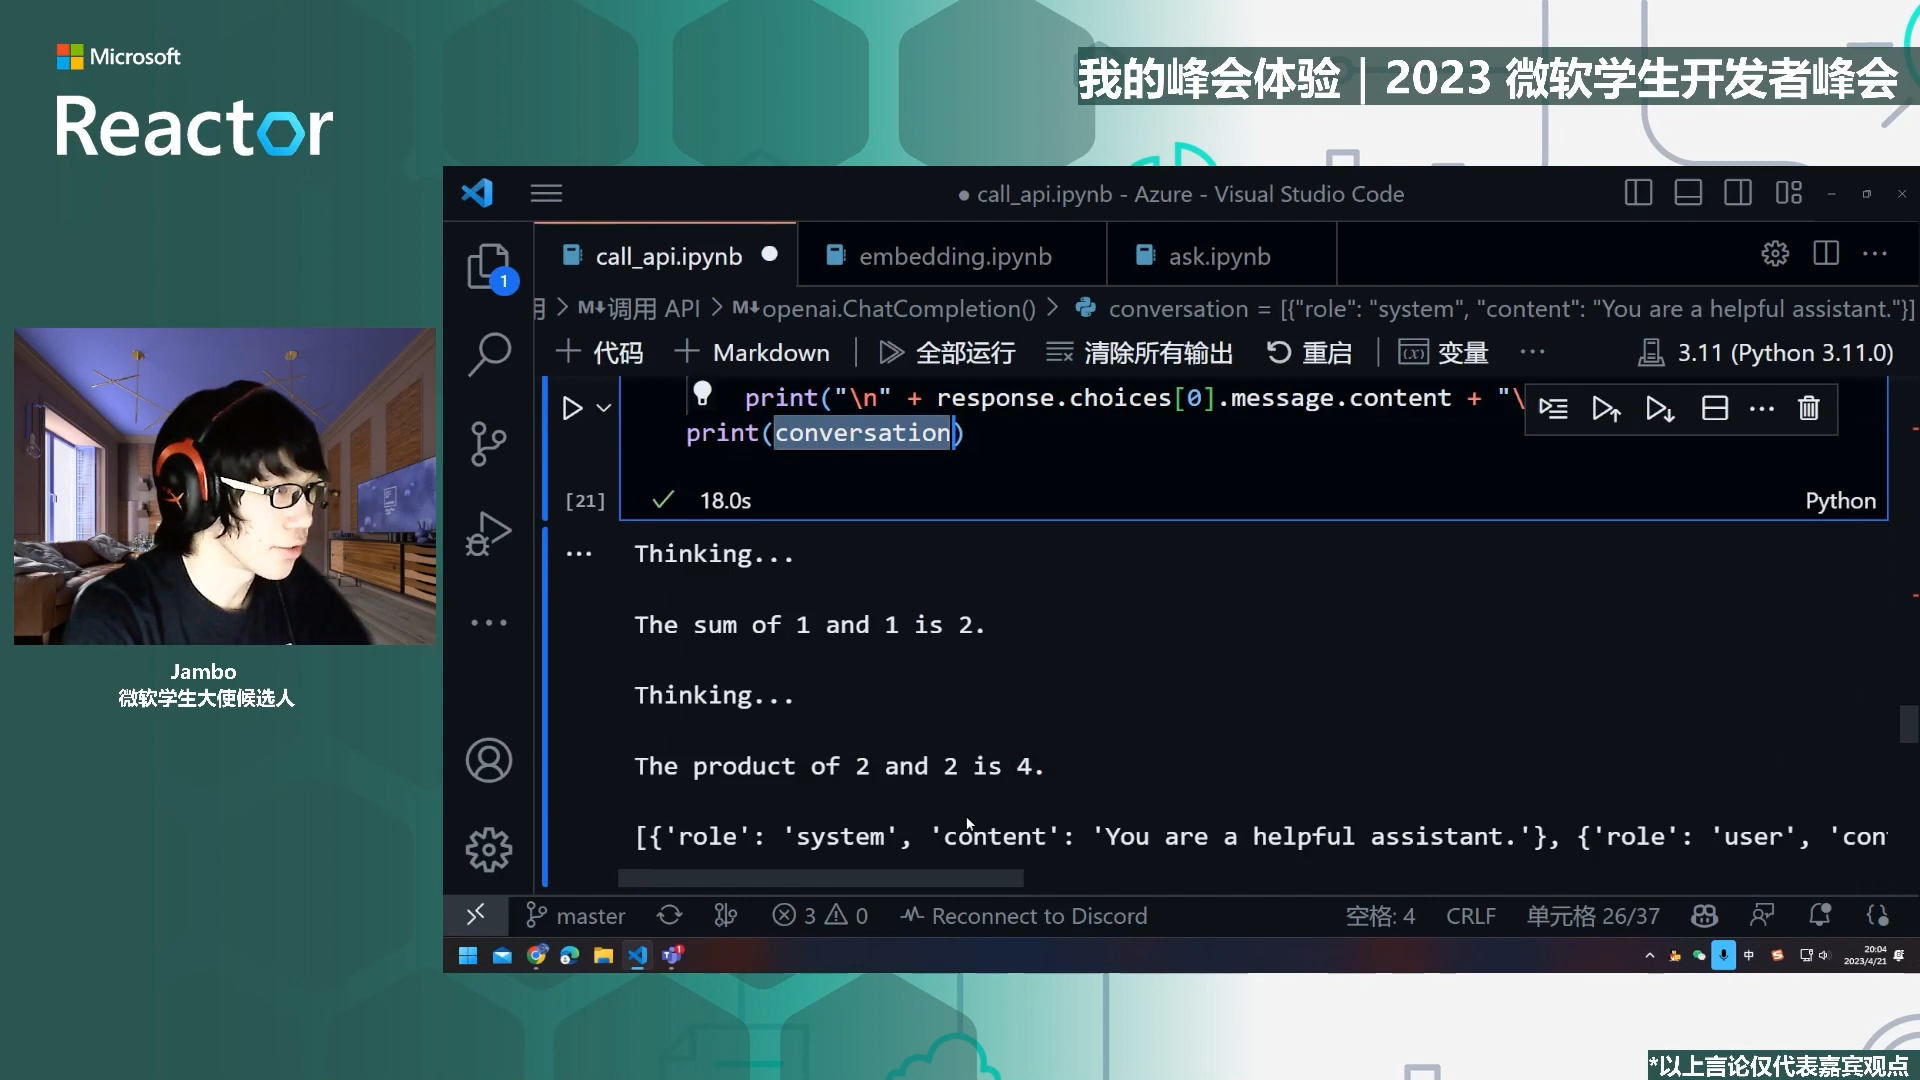 Microsoft
Reactor
我的峰会体验｜2023 微软学生开发者峰会
● call_api.ipynb - Azure - Visual Studio Code
call_api.ipynb ●
embedding.ipynb
ask.ipynb
1
调用 API > openai.ChatCompletion() > conversation = [{"role": "system", "content": "You are a helpful assistant."}]
代码
Markdown
全部运行
清除所有输出
重启
变量
3.11 (Python 3.11.0)
print("\n" + response.choices[0].message.content + "\
print(conversation)
[21]
18.0s
Python
Thinking...
The sum of 1 and 1 is 2.
Thinking...
The product of 2 and 2 is 4.
[{'role': 'system', 'content': 'You are a helpful assistant.'}, {'role': 'user', 'con
Jambo
微软学生大使候选人
master
3
0
Reconnect to Discord
空格: 4
CRLF
单元格 26/37
中
20:04
2023/4/21
*以上言论仅代表嘉宾观点